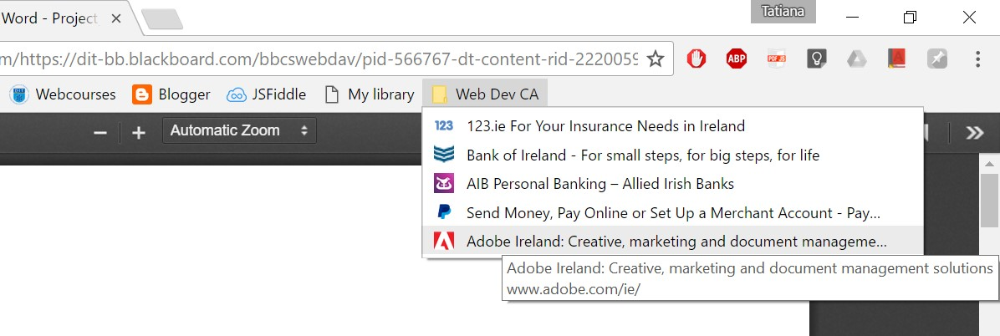 Word - Project
Tatiana
m/https://dit-bb.blackboard.com/bbcswebdav/pid-566767-dt-content-rid-2220059
ABP
PDF JS
Webcourses
Blogger
JSFiddle
My library
Web Dev CA
Automatic Zoom
123 123.ie For Your Insurance Needs in Ireland
Bank of Ireland - For small steps, for big steps, for life
AIB Personal Banking – Allied Irish Banks
Send Money, Pay Online or Set Up a Merchant Account - Pay...
Adobe Ireland: Creative, marketing and document manageme...
Adobe Ireland: Creative, marketing and document management solutions
www.adobe.com/ie/